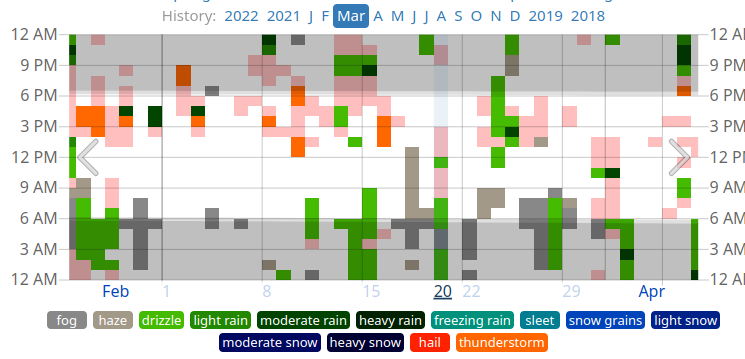 History: 2022 2021 J F Mar A M J J A S O N D 2019 2018
12 AM 12 AM
9 PM 9 PM
6 PM 6 PM
3 PM 3 PM
12 PM 12 PM
9 AM 9 AM
6 AM 6 AM
3 AM 3 AM
12 AM 12 AM
Feb 1 8 15 20 22 29 Apr
fog haze drizzle light rain moderate rain heavy rain freezing rain sleet snow grains light snow
moderate snow heavy snow hail thunderstorm